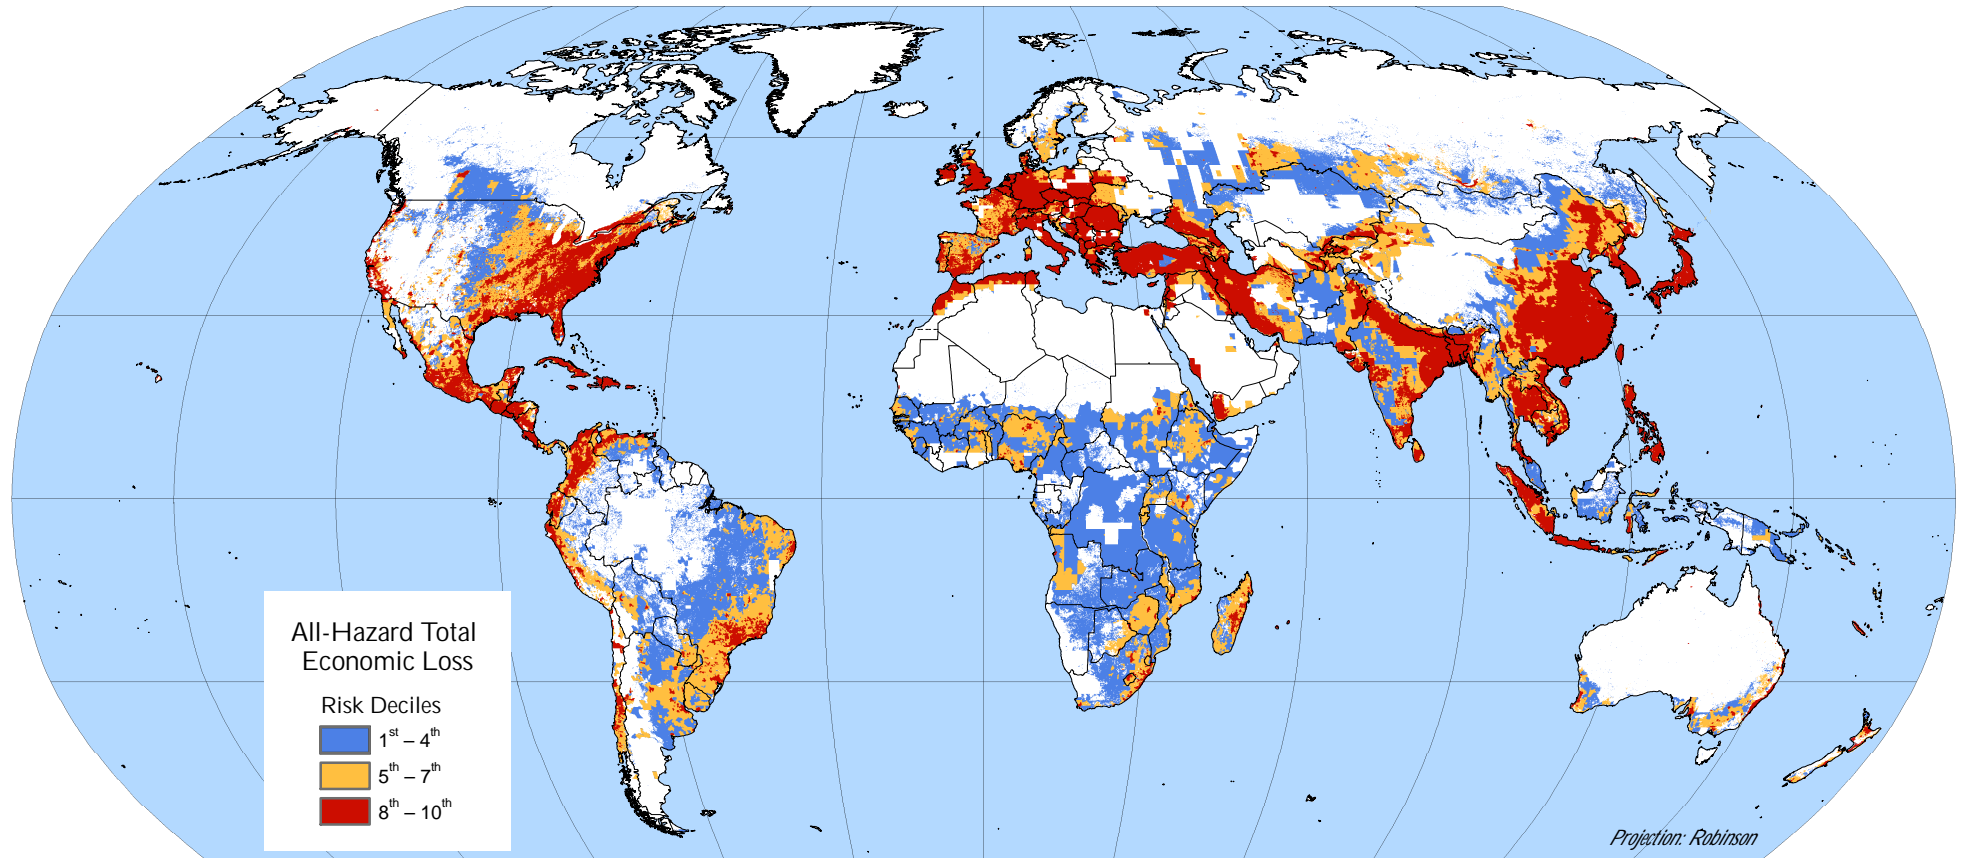 All-Hazard Total
Economic Loss
Risk Deciles
1st – 4th
5th – 7th
8th – 10th
Projection: Robinson